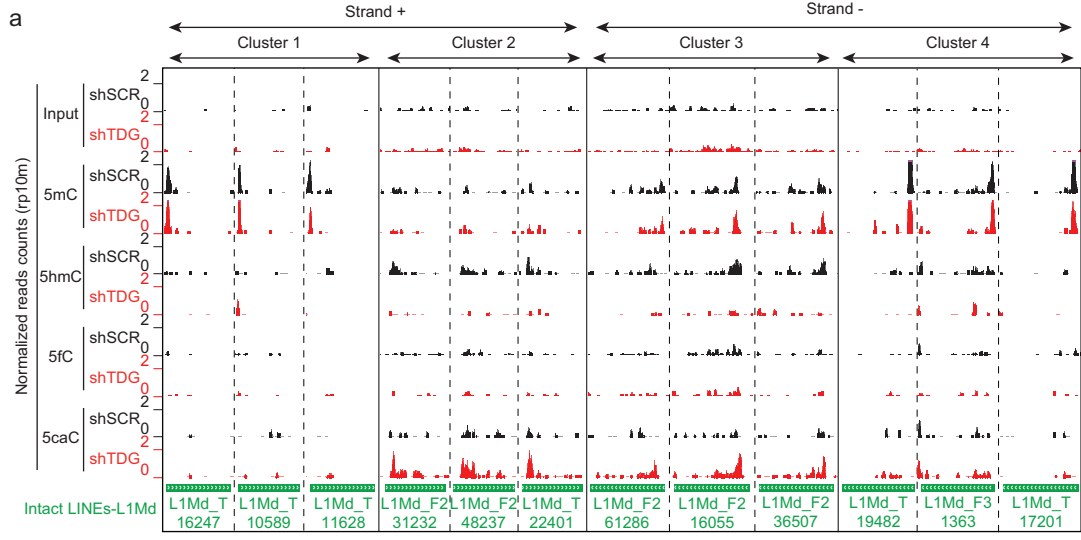 a
Strand +
Strand -
Cluster 1
Cluster 2
Cluster 3
Cluster 4
Normalized reads counts (rp10m)
Input
shSCR
2
0
shTDG
2
0
5mC
shSCR
2
0
shTDG
2
0
5hmC
shSCR
2
0
shTDG
2
0
5fC
shSCR
2
0
shTDG
2
0
5caC
shSCR
2
0
shTDG
2
0
Intact LINEs-L1Md
L1Md_T L1Md_T L1Md_T L1Md_F2 L1Md_F2 L1Md_T L1Md_F2 L1Md_F2 L1Md_F2 L1Md_T L1Md_F3 L1Md_T
16247 10589 11628 31232 48237 22401 61286 16055 36507 19482 1363 17201